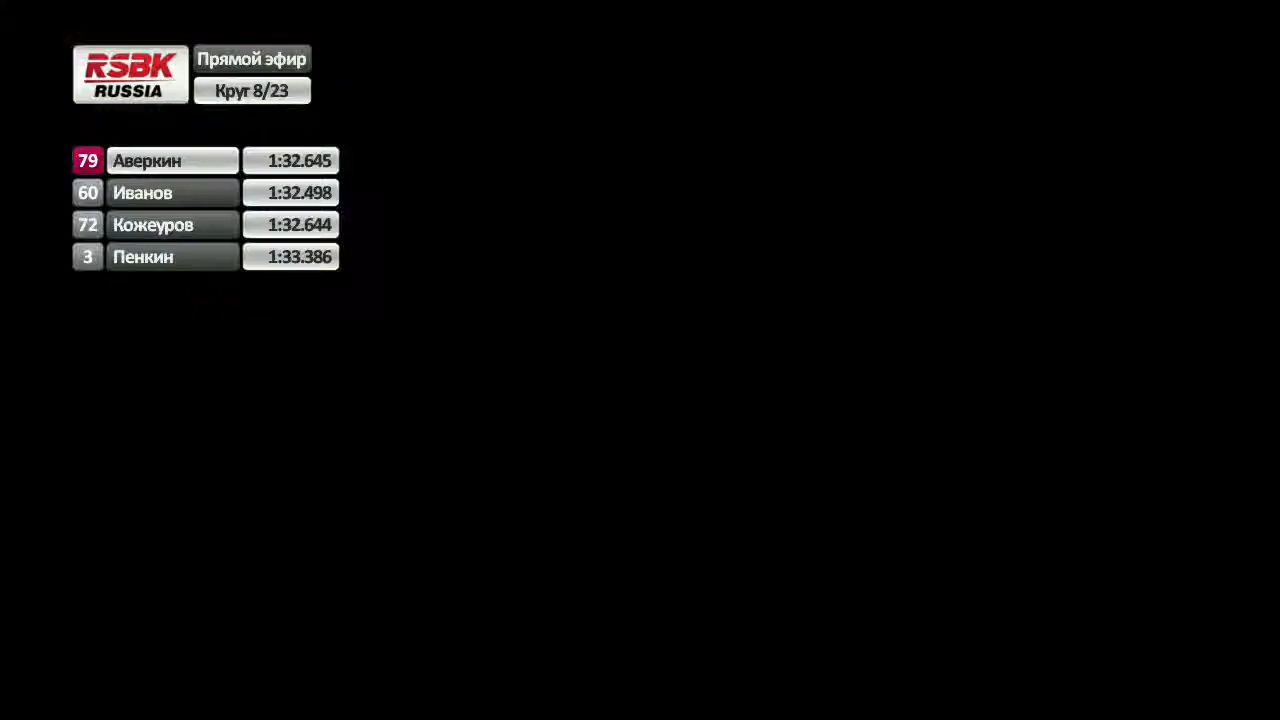 RSBK
RUSSIA
Прямой эфир
Круг 8/23
79 Аверкин 1:32.645
60 Иванов 1:32.498
72 Кожеуров 1:32.644
3 Пенкин 1:33.386